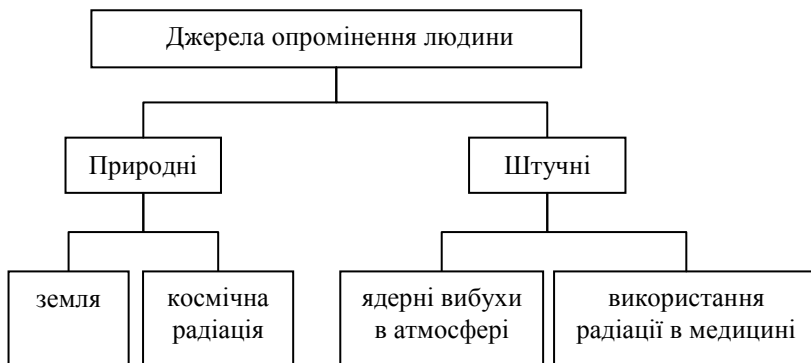 Джерела опромінення людини
Природні
Штучні
земля
космічна
радіація
ядерні вибухи
в атмосфері
використання
радіації в медицині